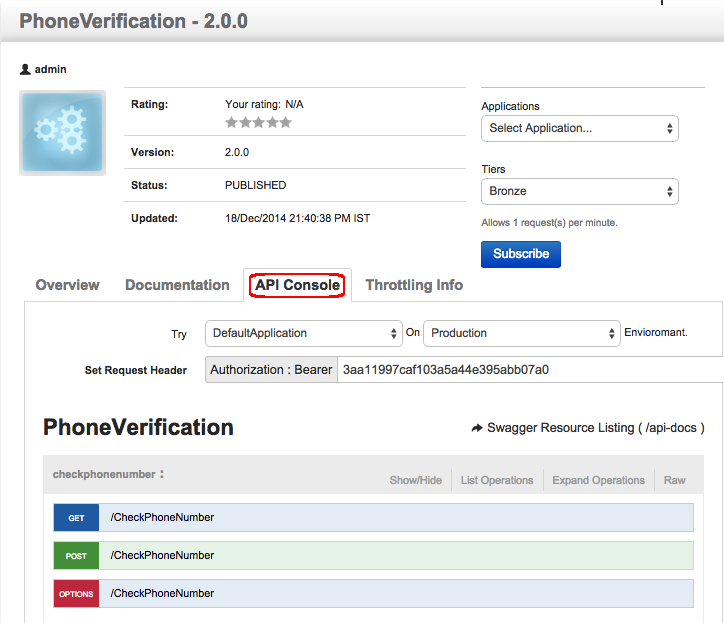 PhoneVerification - 2.0.0
admin
Rating: Your rating: N/A
Version: 2.0.0
Status: PUBLISHED
Updated: 18/Dec/2014 21:40:38 PM IST
Applications
Select Application...
Tiers
Bronze
Allows 1 request(s) per minute.
Subscribe
Overview Documentation API Console Throttling Info
Try DefaultApplication On Production Envioromant.
Set Request Header Authorization : Bearer 3aa11997caf103a5a44e395abb07a0
PhoneVerification Swagger Resource Listing ( /api-docs )
checkphonenumber : Show/Hide List Operations Expand Operations Raw
GET /CheckPhoneNumber
POST /CheckPhoneNumber
OPTIONS /CheckPhoneNumber